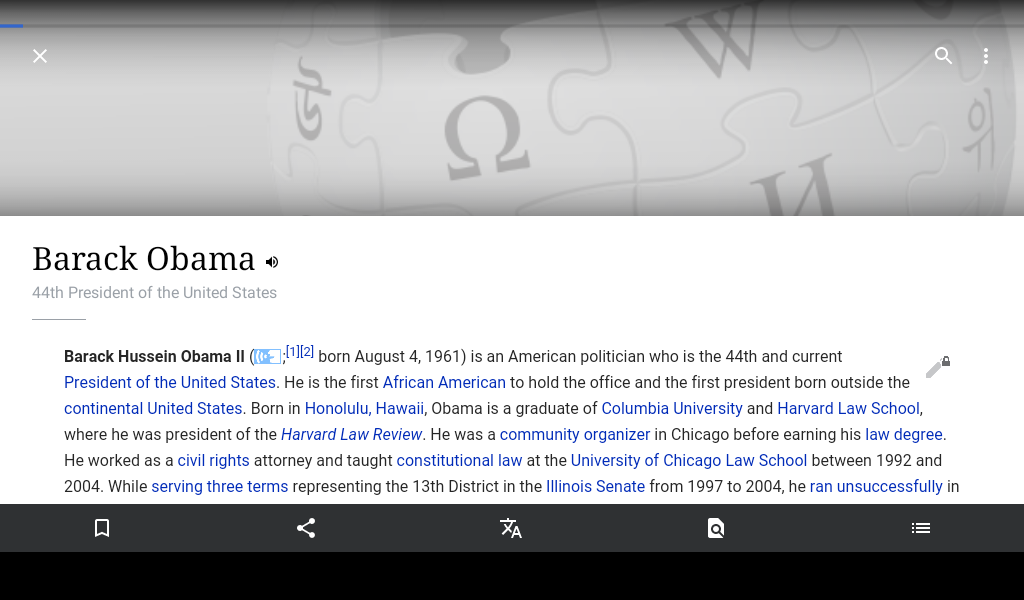 Ω
W
И
Barack Obama
44th President of the United States
Barack Hussein Obama II (;[1][2] born August 4, 1961) is an American politician who is the 44th and current
President of the United States. He is the first African American to hold the office and the first president born outside the
continental United States. Born in Honolulu, Hawaii, Obama is a graduate of Columbia University and Harvard Law School,
where he was president of the Harvard Law Review. He was a community organizer in Chicago before earning his law degree.
He worked as a civil rights attorney and taught constitutional law at the University of Chicago Law School between 1992 and
2004. While serving three terms representing the 13th District in the Illinois Senate from 1997 to 2004, he ran unsuccessfully in